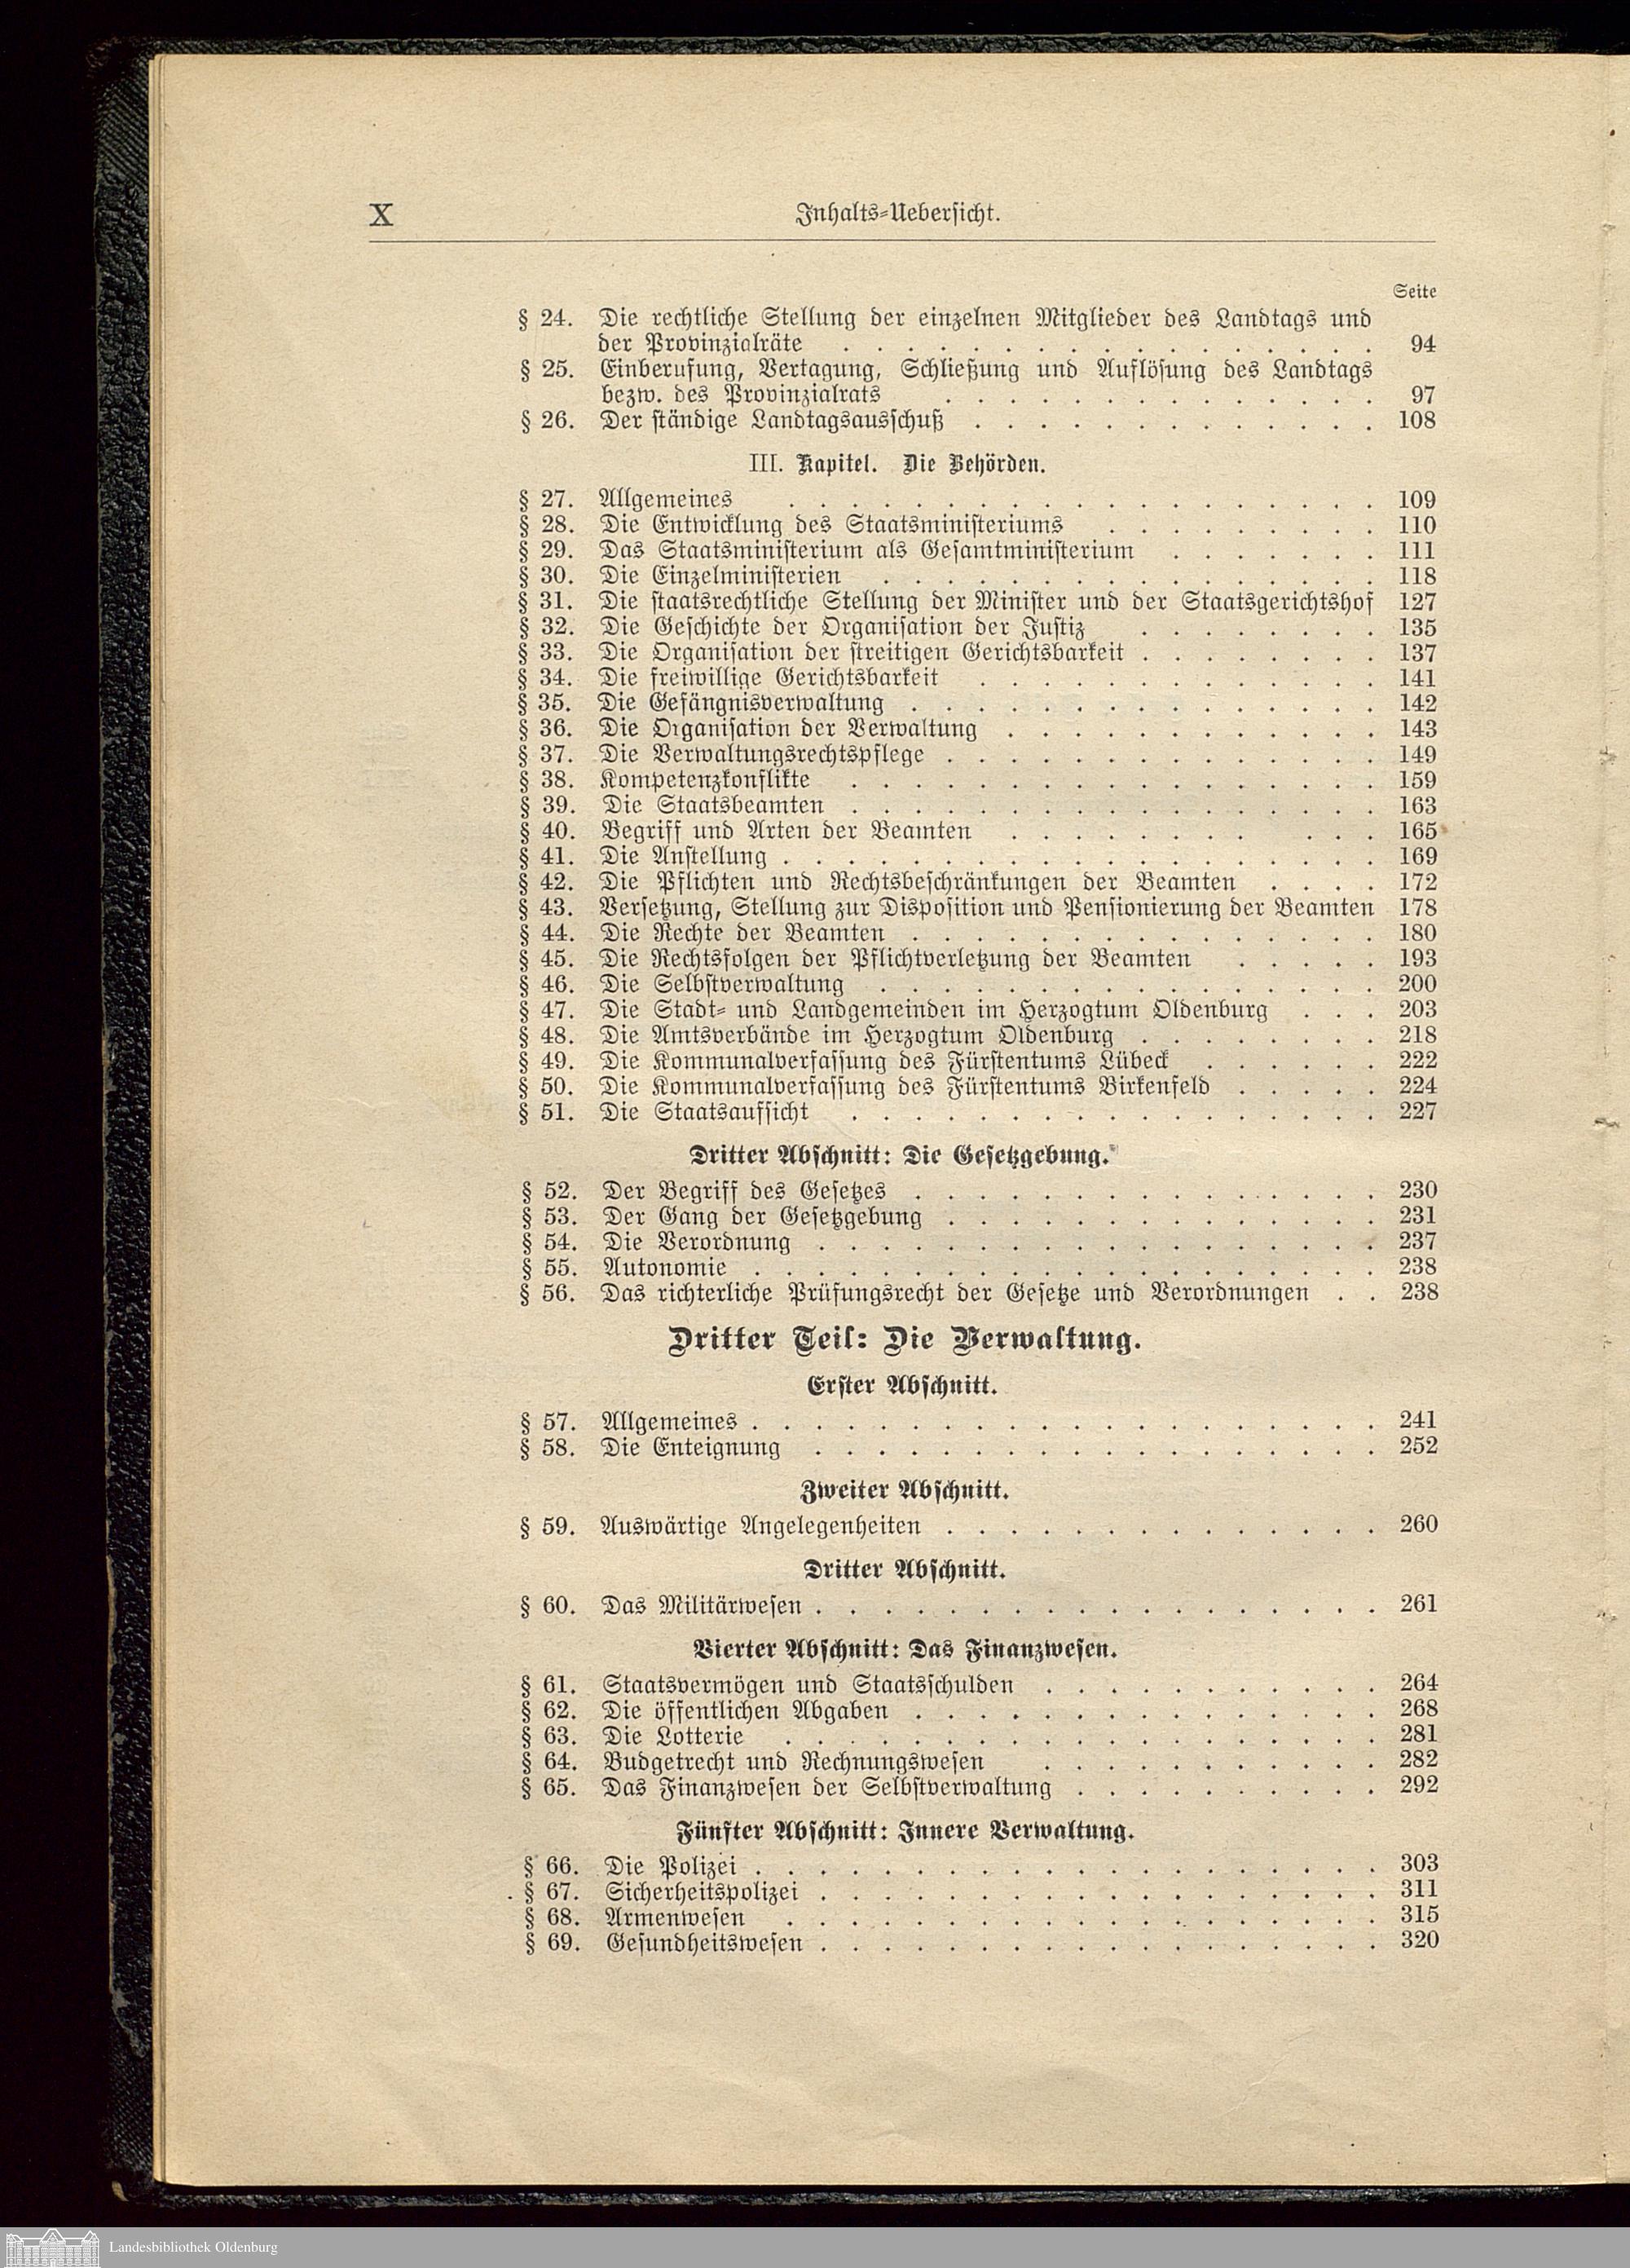 X
Inhalts-Uebersicht.
Seite
§ 24. Die rechtliche Stellung der einzelnen Mitglieder des Landtags und
der Provinzialräte . . . . . . . . . . . . . . . . . 94
§ 25. Einberufung, Vertagung, Schließung und Auflösung des Landtags
bezw. des Provinzialrats . . . . . . . . . . . . . . 97
§ 26. Der ständige Landtagsausschuß . . . . . . . . . . . . . 108
III. Kapitel. Die Behörden.
§ 27. Allgemeines . . . . . . . . . . . . . . . . . . . 109
§ 28. Die Entwicklung des Staatsministeriums . . . . . . . . . 110
§ 29. Das Staatsministerium als Gesamtministerium . . . . . . . 111
§ 30. Die Einzelministerien . . . . . . . . . . . . . . . . 118
§ 31. Die staatsrechtliche Stellung der Minister und der Staatsgerichtshof 127
§ 32. Die Geschichte der Organisation der Justiz . . . . . . . . 135
§ 33. Die Organisation der streitigen Gerichtsbarkeit . . . . . . . . 137
§ 34. Die freiwillige Gerichtsbarkeit . . . . . . . . . . . . . 141
§ 35. Die Gefängnisverwaltung . . . . . . . . . . . . . . . 142
§ 36. Die Organisation der Verwaltung . . . . . . . . . . . . 143
§ 37. Die Verwaltungsrechtspflege . . . . . . . . . . . . . . 149
§ 38. Kompetenzkonflikte . . . . . . . . . . . . . . . . . 159
§ 39. Die Staatsbeamten . . . . . . . . . . . . . . . . . 163
§ 40. Begriff und Arten der Beamten . . . . . . . . . . . 165
§ 41. Die Anstellung . . . . . . . . . . . . . . . . . . . 169
§ 42. Die Pflichten und Rechtsbeschränkungen der Beamten . . . . 172
§ 43. Versetzung, Stellung zur Disposition und Pensionierung der Beamten 178
§ 44. Die Rechte der Beamten . . . . . . . . . . . . . . . 180
§ 45. Die Rechtsfolgen der Pflichtverletzung der Beamten . . . . . 193
§ 46. Die Selbstverwaltung . . . . . . . . . . . . . . . . 200
§ 47. Die Stadt- und Landgemeinden im Herzogtum Oldenburg . . . 203
§ 48. Die Amtsverbände im Herzogtum Oldenburg . . . . . . . . 218
§ 49. Die Kommunalverfassung des Fürstentums Lübeck . . . . . . 222
§ 50. Die Kommunalverfassung des Fürstentums Birkenfeld . . . . . 224
§ 51. Die Staatsaufsicht . . . . . . . . . . . . . . . . . 227
Dritter Abschnitt: Die Gesetzgebung.
§ 52. Der Begriff des Gesetzes . . . . . . . . . . . . . . . 230
§ 53. Der Gang der Gesetzgebung . . . . . . . . . . . . . . 231
§ 54. Die Verordnung . . . . . . . . . . . . . . . . . . 237
§ 55. Autonomie . . . . . . . . . . . . . . . . . . . . 238
§ 56. Das richterliche Prüfungsrecht der Gesetze und Verordnungen . . 238
Dritter Teil: Die Verwaltung.
Erster Abschnitt.
§ 57. Allgemeines . . . . . . . . . . . . . . . . . . . . 241
§ 58. Die Enteignung . . . . . . . . . . . . . . . . . . 252
Zweiter Abschnitt.
§ 59. Auswärtige Angelegenheiten . . . . . . . . . . . . . . 260
Dritter Abschnitt.
§ 60. Das Militärwesen . . . . . . . . . . . . . . . . . . 261
Vierter Abschnitt: Das Finanzwesen.
§ 61. Staatsvermögen und Staatsschulden . . . . . . . . . . . 264
§ 62. Die öffentlichen Abgaben . . . . . . . . . . . . . . . 268
§ 63. Die Lotterie . . . . . . . . . . . . . . . . . . . 281
§ 64. Budgetrecht und Rechnungswesen . . . . . . . . . . . 282
§ 65. Das Finanzwesen der Selbstverwaltung . . . . . . . . . . 292
Fünfter Abschnitt: Innere Verwaltung.
§ 66. Die Polizei . . . . . . . . . . . . . . . . . . . . 303
§ 67. Sicherheitspolizei . . . . . . . . . . . . . . . . . . 311
§ 68. Armenwesen . . . . . . . . . . . . . . . . . . . 315
§ 69. Gesundheitswesen . . . . . . . . . . . . . . . . . . 320
Landesbibliothek Oldenburg